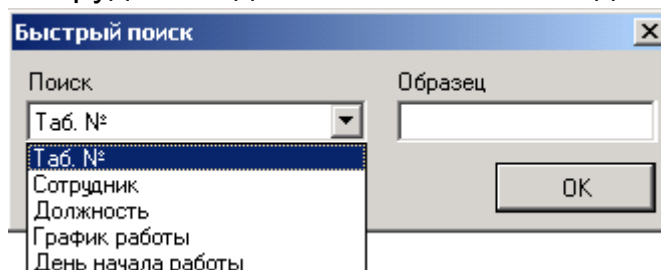 Быстрый поиск
Поиск
Образец
Таб. №
Таб. №
Сотрудник
Должность
OK
График работы
День начала работы